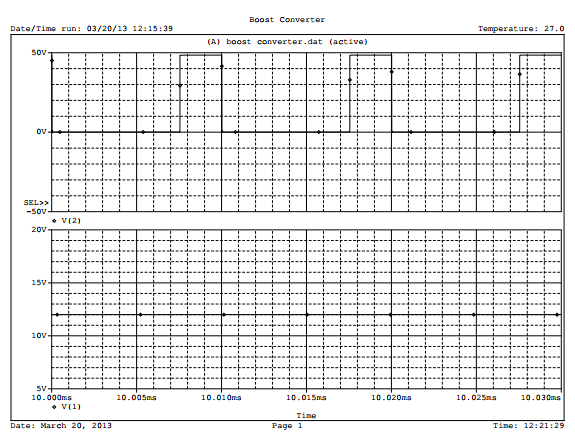 Boost Converter
Date/Time run: 03/20/13 12:15:39 Temperature: 27.0
(A) boost converter.dat (active)
50V
0V
SEL>>
-50V
V(2)
20V
15V
10V
5V
10.000ms 10.005ms 10.010ms 10.015ms 10.020ms 10.025ms 10.030ms
V(1)
Time
Date: March 20, 2013 Page 1 Time: 12:21:29